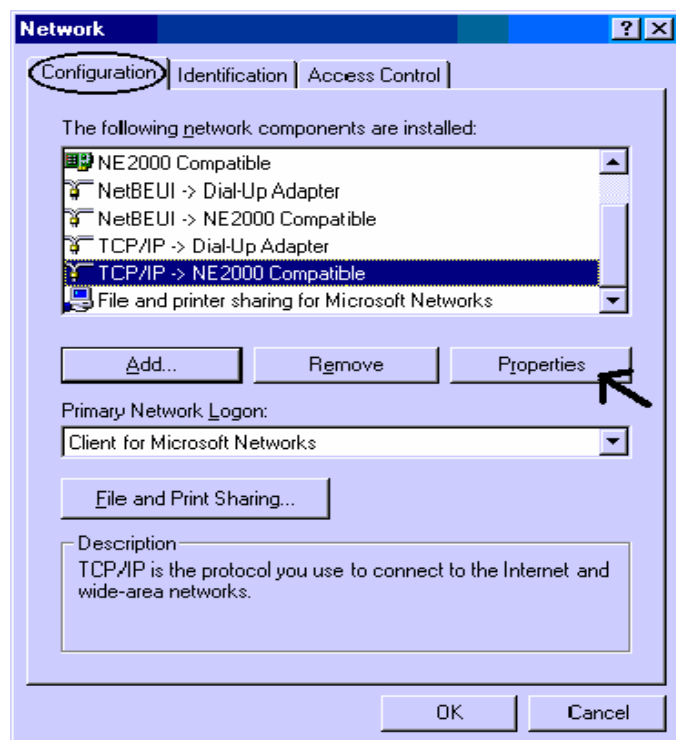 Network
Configuration Identification Access Control
The following network components are installed:
NE2000 Compatible
NetBEUI -> Dial-Up Adapter
NetBEUI -> NE2000 Compatible
TCP/IP -> Dial-Up Adapter
TCP/IP -> NE2000 Compatible
File and printer sharing for Microsoft Networks
Add... Remove Properties
Primary Network Logon:
Client for Microsoft Networks
File and Print Sharing...
Description
TCP/IP is the protocol you use to connect to the Internet and
wide-area networks.
OK Cancel